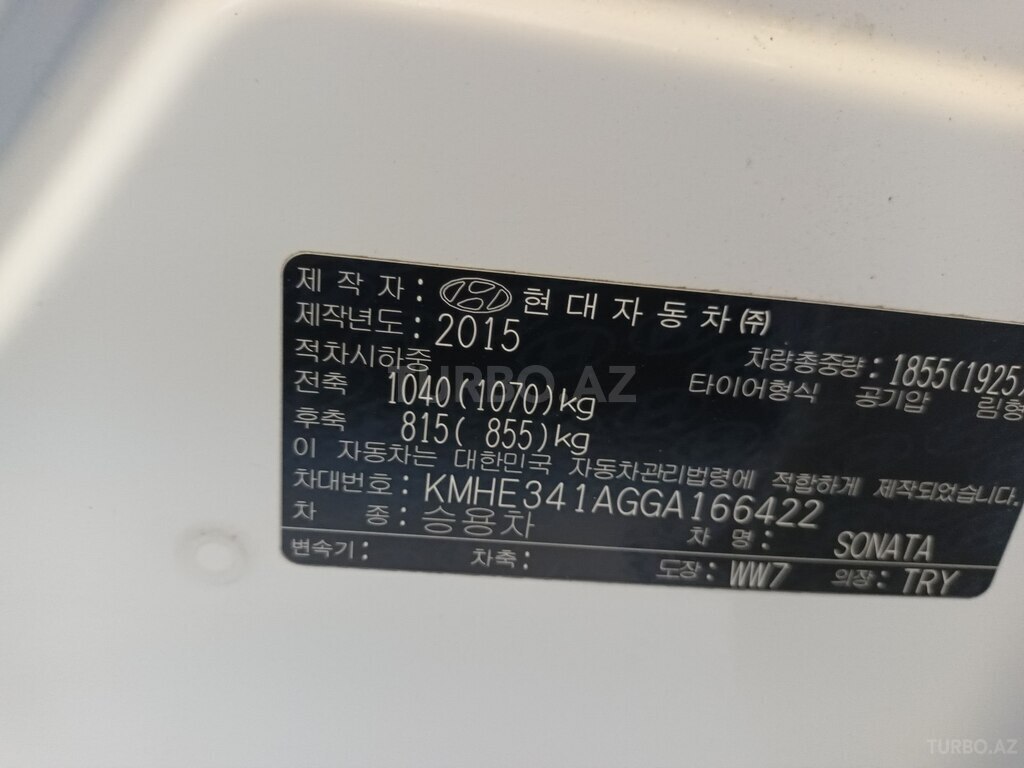 제 작 자 : 현대자동차㈜
제작년도 : 2015
적차시하중 차량총중량 : 1855(1925)
전축 1040(1070)kg 타이어형식 공기압 림형
후축 815( 855)kg
이 자동차는 대한민국 자동차관리법령에 적합하게 제작되었습니다.
차대번호 : KMHE341AGGA166422
차 종 : 승용차 차 명 : SONATA
변속기 : 차축 : 도장 : WW7 의장 : TRY
TURBO.AZ
TURBO.AZ